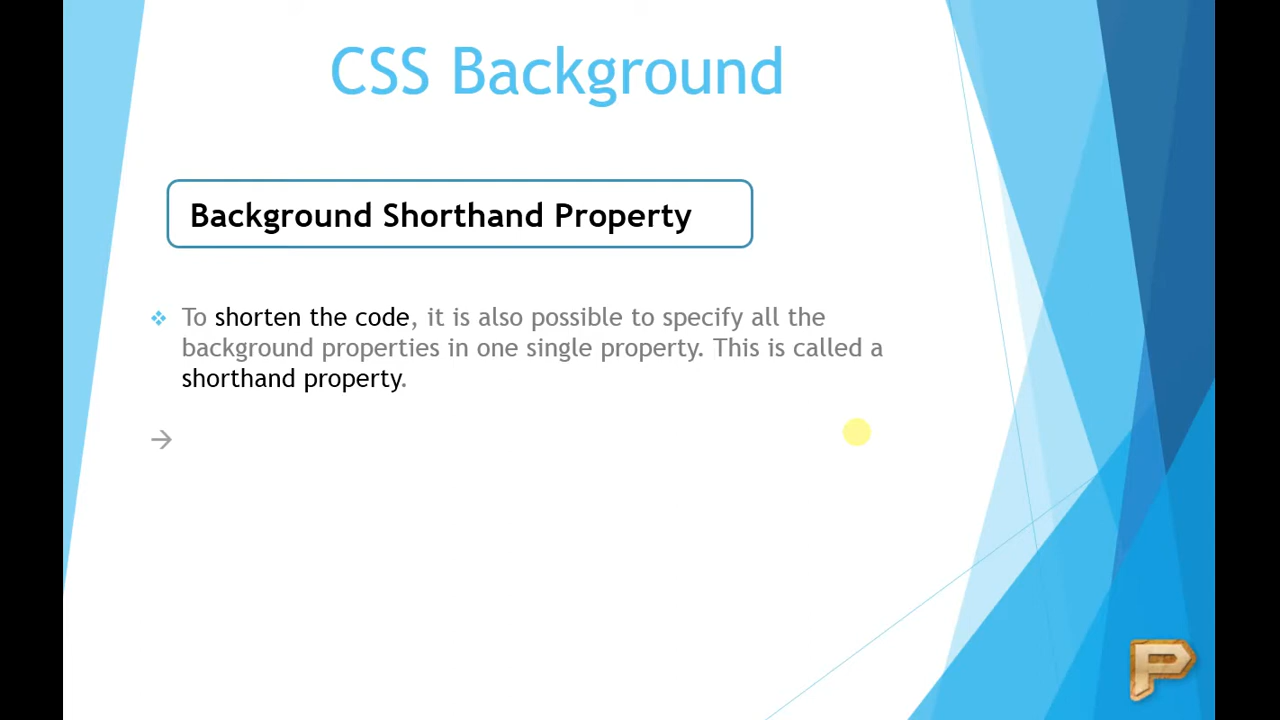 CSS Background
Background Shorthand Property
To shorten the code, it is also possible to specify all the
background properties in one single property. This is called a
shorthand property.
→
P